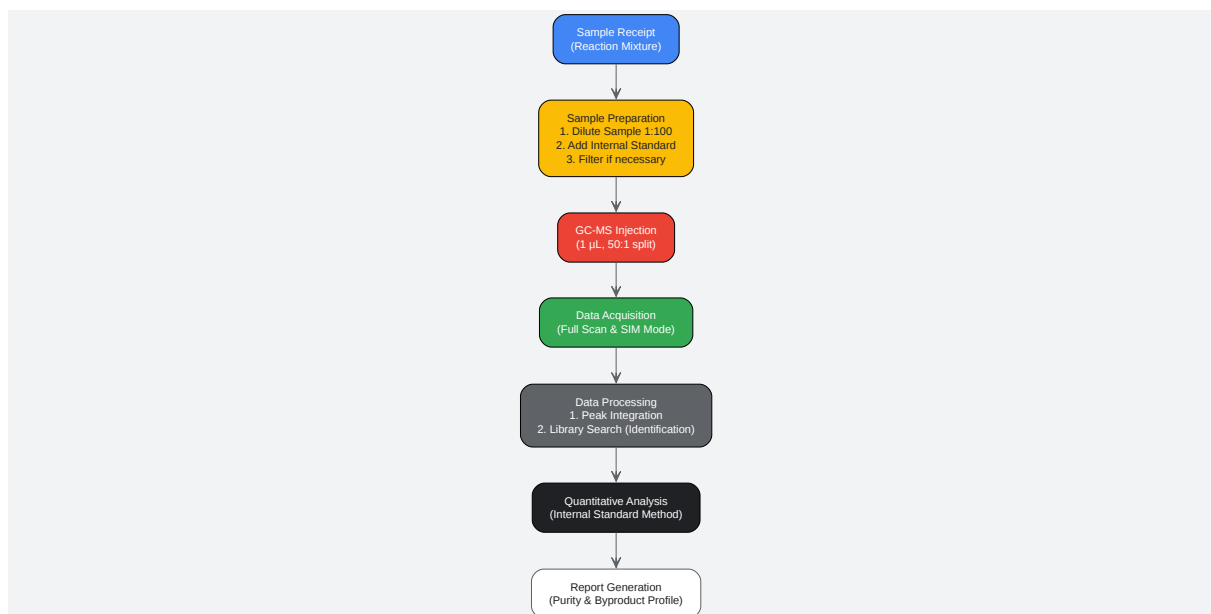 Sample Receipt
(Reaction Mixture)
Sample Preparation
1. Dilute Sample 1:100
2. Add Internal Standard
3. Filter if necessary
GC-MS Injection
(1 µL, 50:1 split)
Data Acquisition
(Full Scan & SIM Mode)
Data Processing
1. Peak Integration
2. Library Search (Identification)
Quantitative Analysis
(Internal Standard Method)
Report Generation
(Purity & Byproduct Profile)